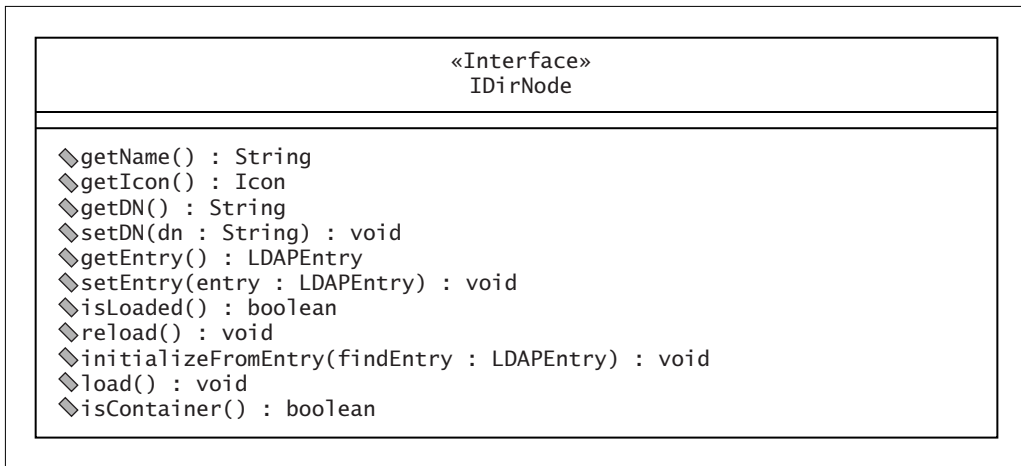 «Interface»
IDirNode
getName() : String
getIcon() : Icon
getDN() : String
setDN(dn : String) : void
getEntry() : LDAPEntry
setEntry(entry : LDAPEntry) : void
isLoaded() : boolean
reload() : void
initializeFromEntry(findEntry : LDAPEntry) : void
load() : void
isContainer() : boolean